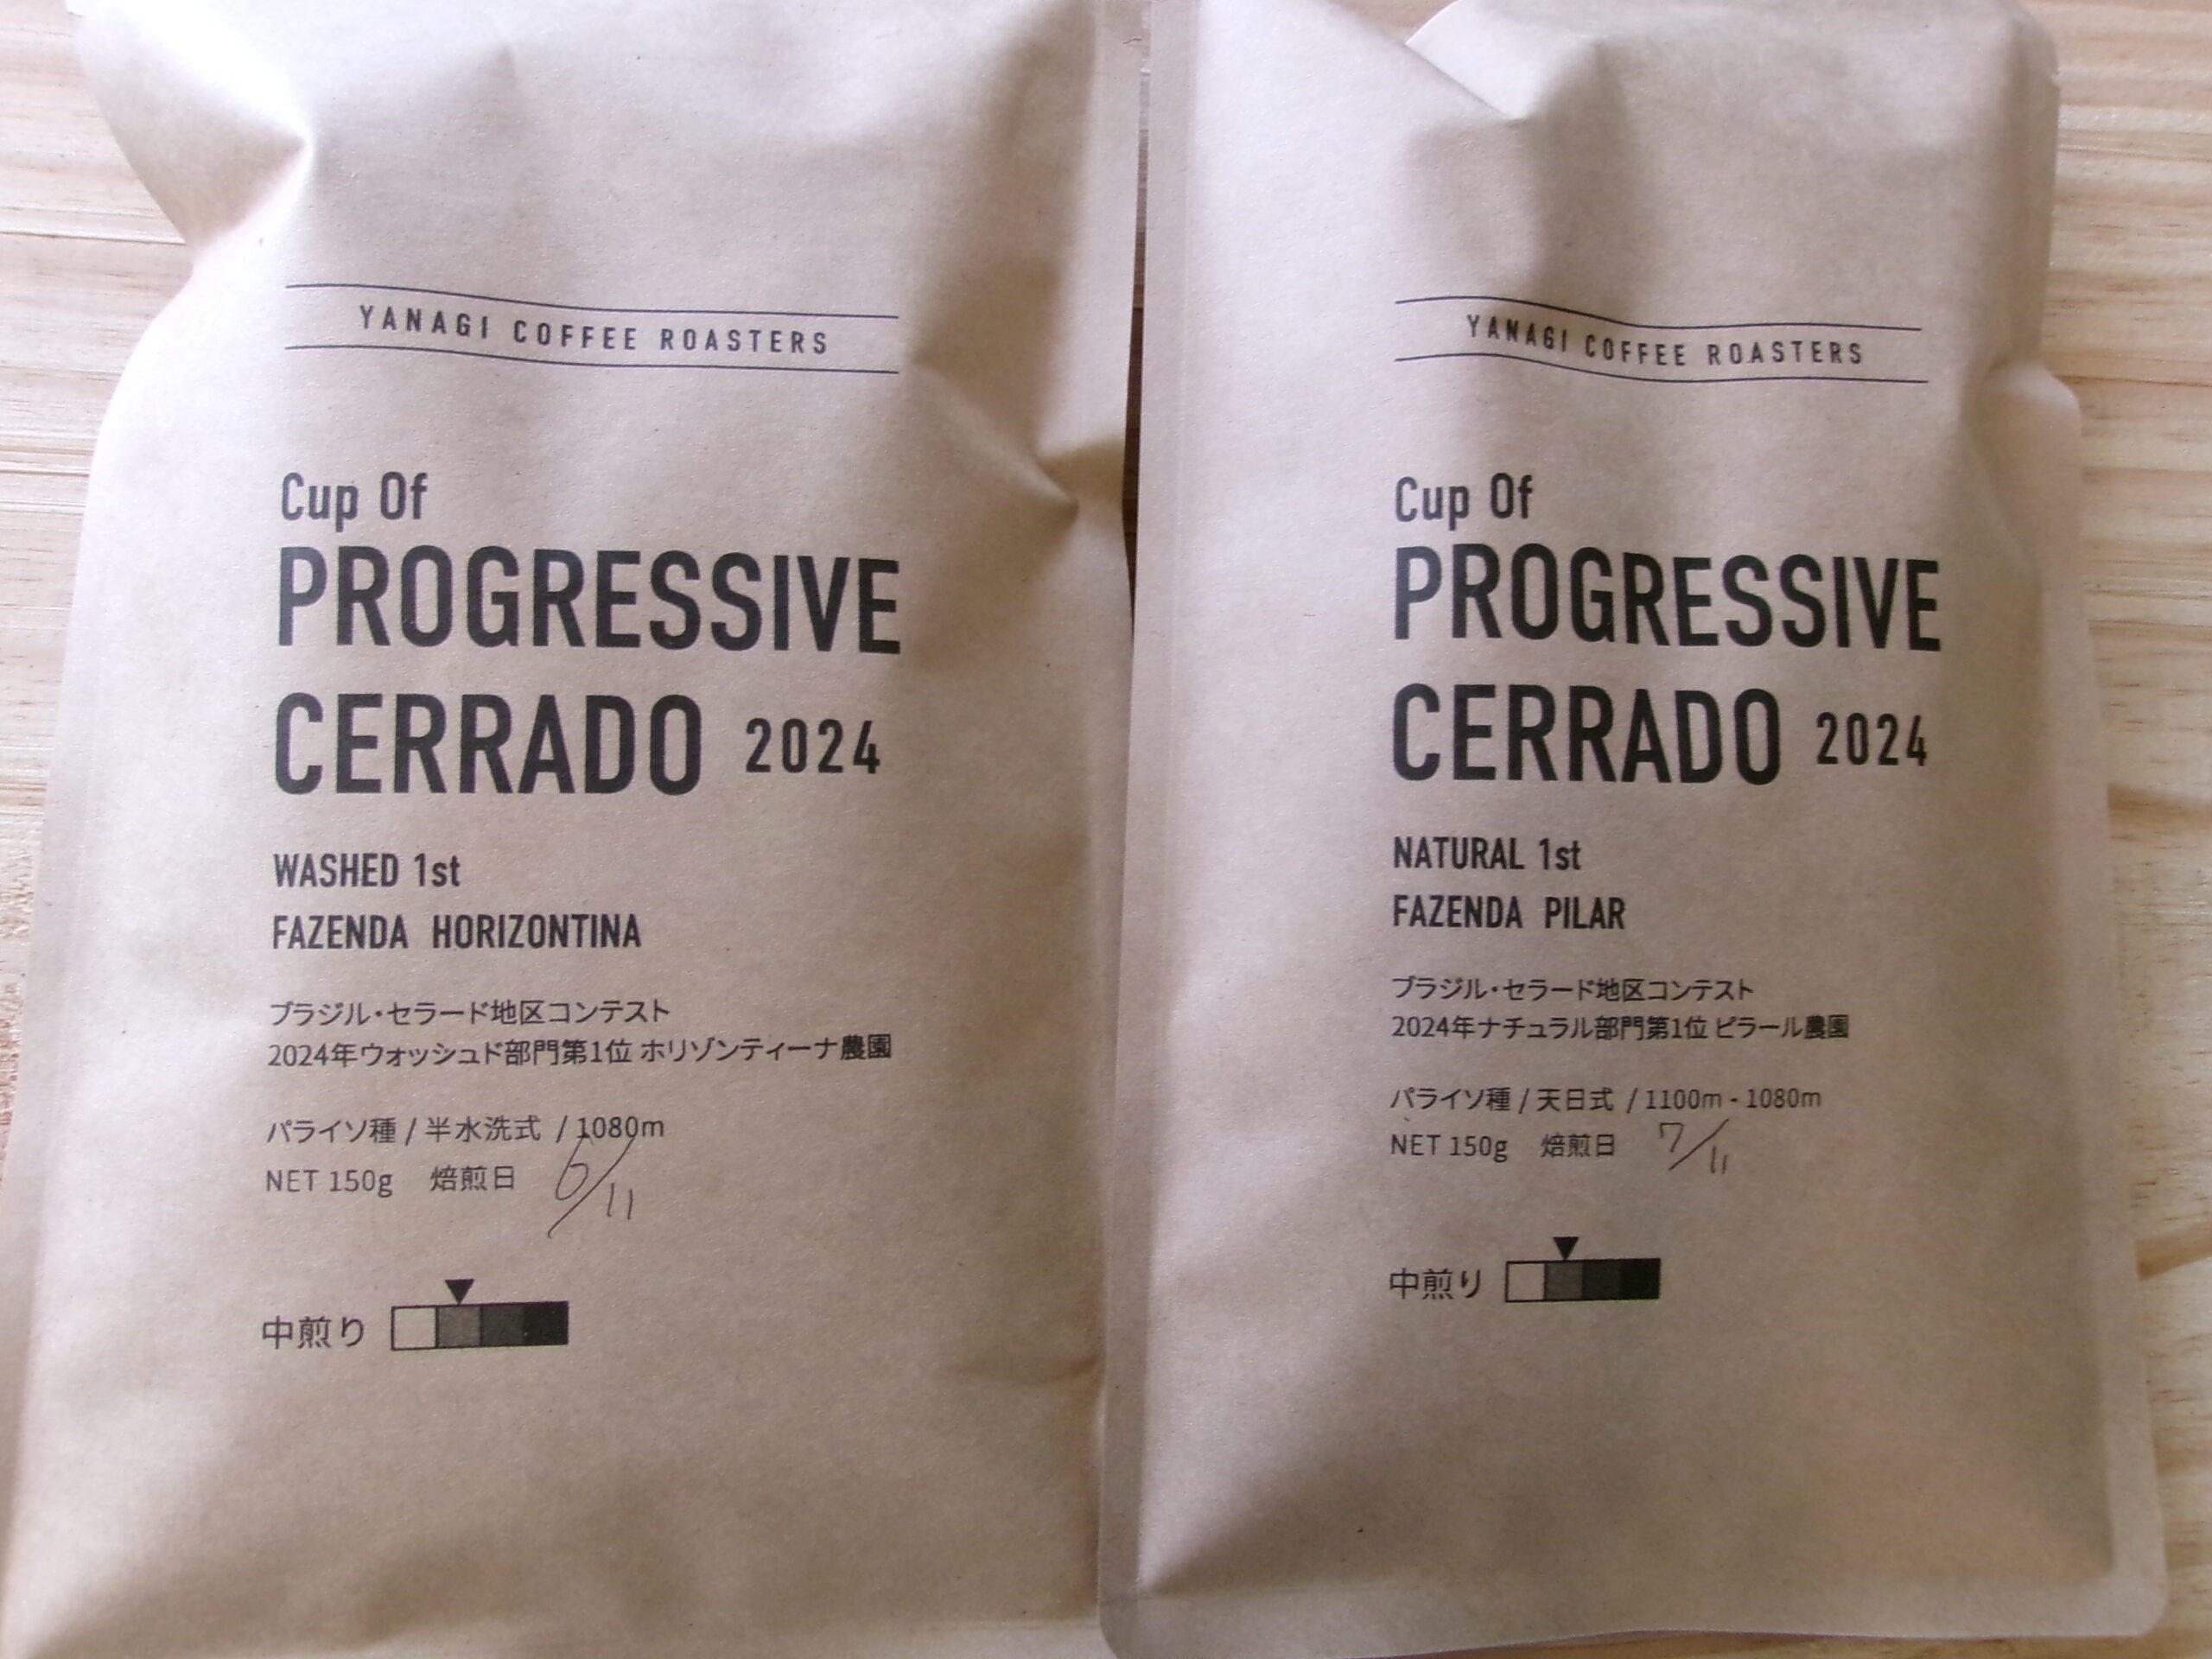 YANAGI COFFEE ROASTERS
Cup Of
PROGRESSIVE
CERRADO 2024
WASHED 1st
FAZENDA HORIZONTINA
ブラジル・セラード地区コンテスト
2024年ウォッシュド部門第1位 ホリゾンティーナ農園
パライソ種 / 半水洗式 / 1080m
NET 150g 焙煎日 6/11
中煎り
YANAGI COFFEE ROASTERS
Cup Of
PROGRESSIVE
CERRADO 2024
NATURAL 1st
FAZENDA PILAR
ブラジル・セラード地区コンテスト
2024年ナチュラル部門第1位 ピラール農園
パライソ種 / 天日式 / 1100m - 1080m
NET 150g 焙煎日 7/11
中煎り